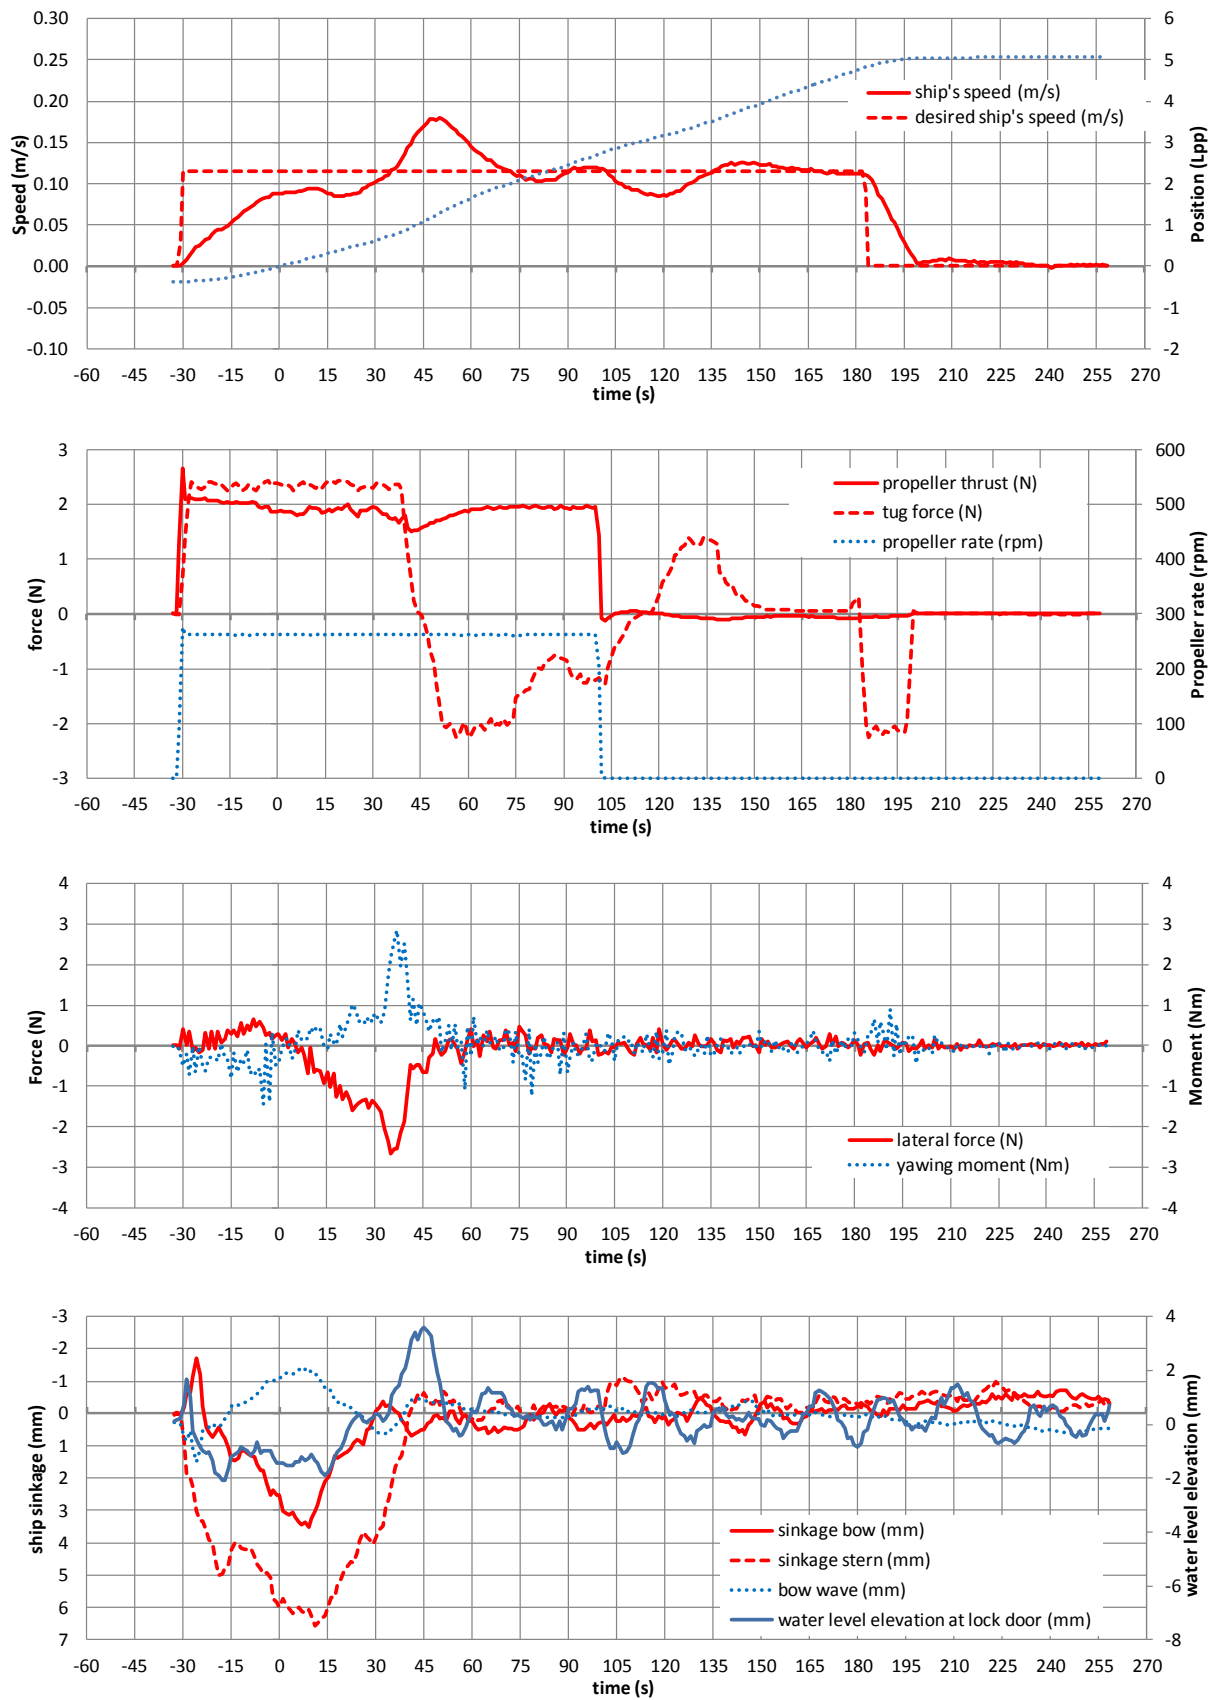 0.30
0.25
0.20
0.15
0.10
0.05
0.00
-0.05
-0.10
Speed (m/s)
6
5
4
3
2
1
0
-1
-2
Position (Lpp)
ship's speed (m/s)
desired ship's speed (m/s)
-60 -45 -30 -15 0 15 30 45 60 75 90 105 120 135 150 165 180 195 210 225 240 255 270
time (s)
3
2
1
0
-1
-2
-3
force (N)
600
500
400
300
200
100
0
Propeller rate (rpm)
propeller thrust (N)
tug force (N)
propeller rate (rpm)
-60 -45 -30 -15 0 15 30 45 60 75 90 105 120 135 150 165 180 195 210 225 240 255 270
time (s)
4
3
2
1
0
-1
-2
-3
-4
Force (N)
4
3
2
1
0
-1
-2
-3
-4
Moment (Nm)
lateral force (N)
yawing moment (Nm)
-60 -45 -30 -15 0 15 30 45 60 75 90 105 120 135 150 165 180 195 210 225 240 255 270
time (s)
-3
-2
-1
0
1
2
3
4
5
6
7
ship sinkage (mm)
4
2
0
-2
-4
-6
-8
water level elevation (mm)
sinkage bow (mm)
sinkage stern (mm)
bow wave (mm)
water level elevation at lock door (mm)
-60 -45 -30 -15 0 15 30 45 60 75 90 105 120 135 150 165 180 195 210 225 240 255 270
time (s)